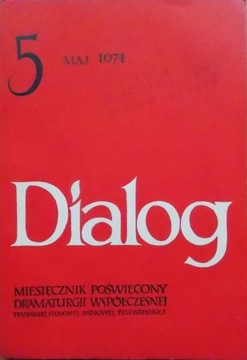 5 MAJ 1974
Dialog
MIESIĘCZNIK POŚWIĘCONY
DRAMATURGII WSPÓŁCZESNEJ
TEATRALNEJ, FILMOWEJ, RADIOWEJ, TELEWIZYJNEJ